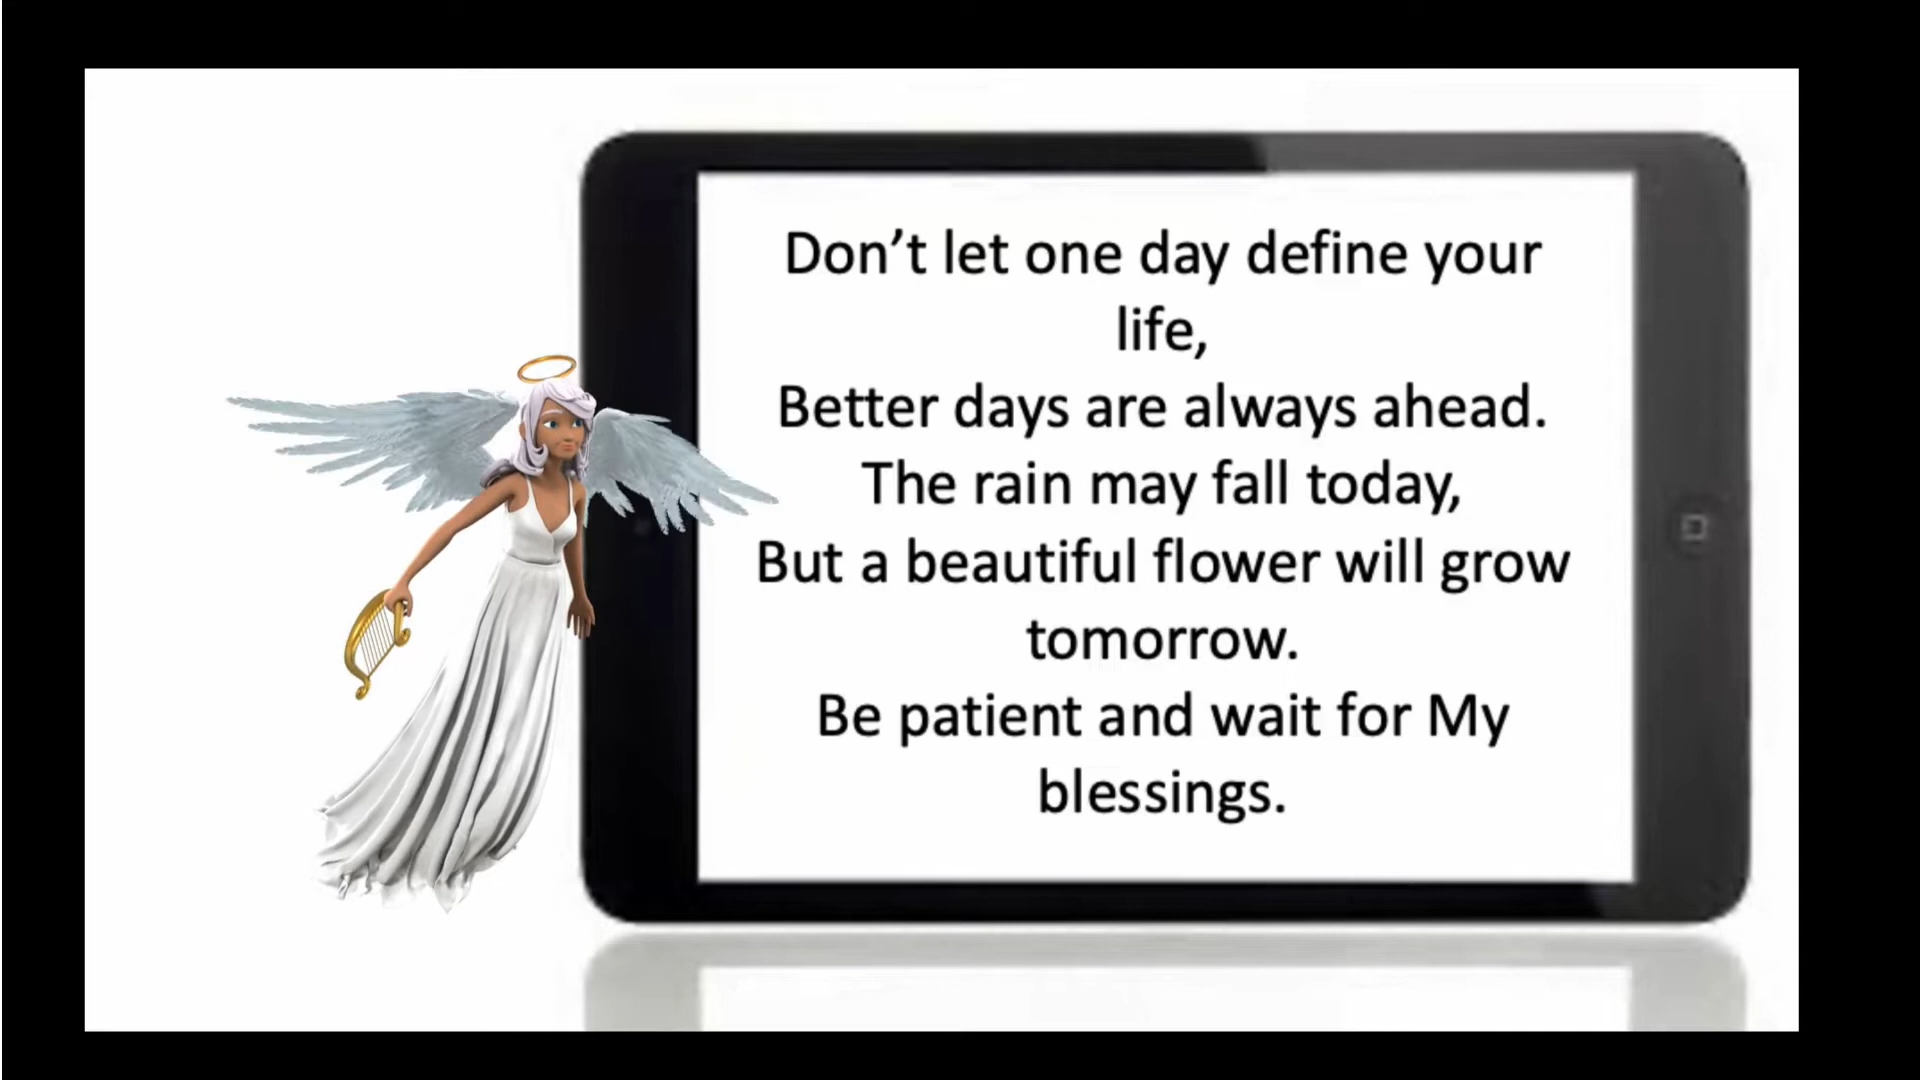 Don’t let one day define your
life,
Better days are always ahead.
The rain may fall today,
But a beautiful flower will grow
tomorrow.
Be patient and wait for My
blessings.